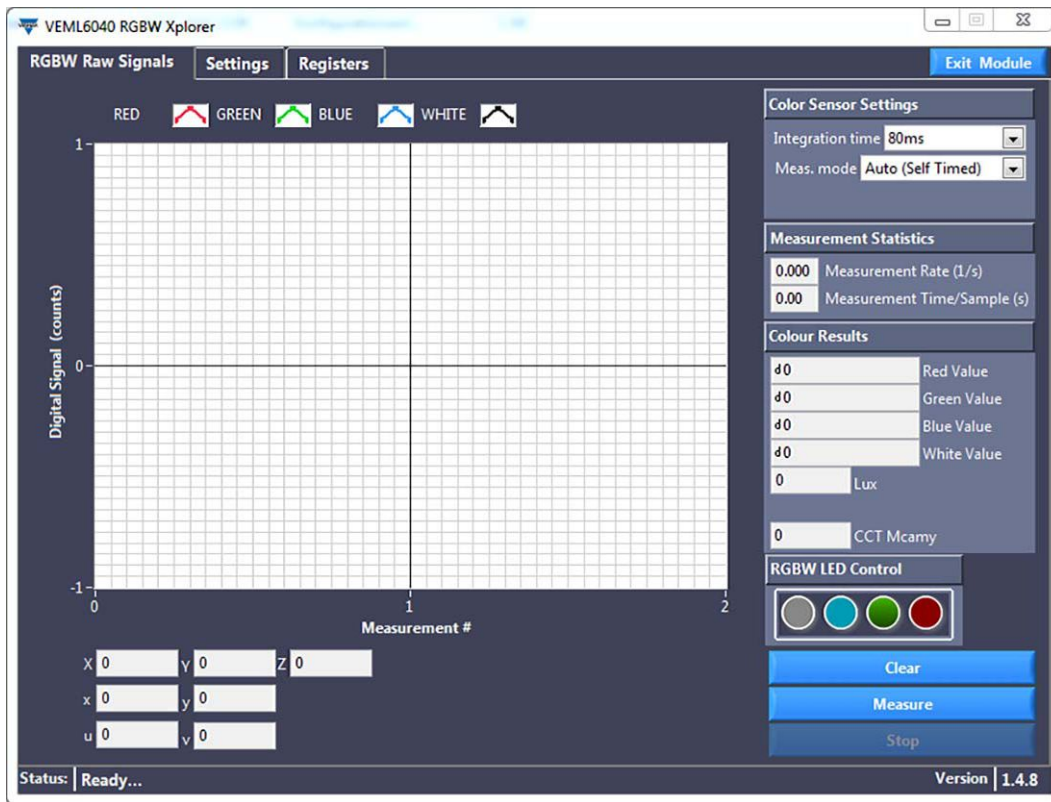 VEML6040 RGBW Xplorer
RGBW Raw Signals Settings Registers Exit Module
RED GREEN BLUE WHITE
1
0
-1
Digital Signal (counts)
0 1 2
Measurement #
X 0 Y 0 Z 0
x 0 y 0
u 0 v 0
Color Sensor Settings
Integration time 80ms
Meas. mode Auto (Self Timed)
Measurement Statistics
0.000 Measurement Rate (1/s)
0.00 Measurement Time/Sample (s)
Colour Results
d 0 Red Value
d 0 Green Value
d 0 Blue Value
d 0 White Value
0 Lux
0 CCT Mcamy
RGBW LED Control
Clear
Measure
Stop
Status: Ready... Version 1.4.8